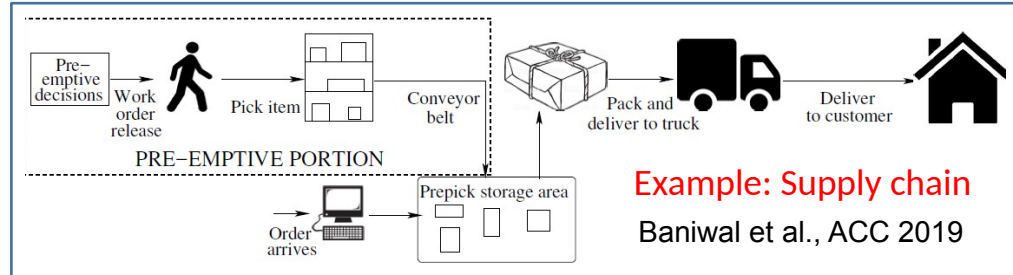 Pre-
emptive
decisions
Work
order
release
Pick item
Conveyor
belt
PRE-EMPTIVE PORTION
Order
arrives
Prepick storage area
Pack and
deliver to truck
Deliver
to customer
Example: Supply chain
Baniwal et al., ACC 2019